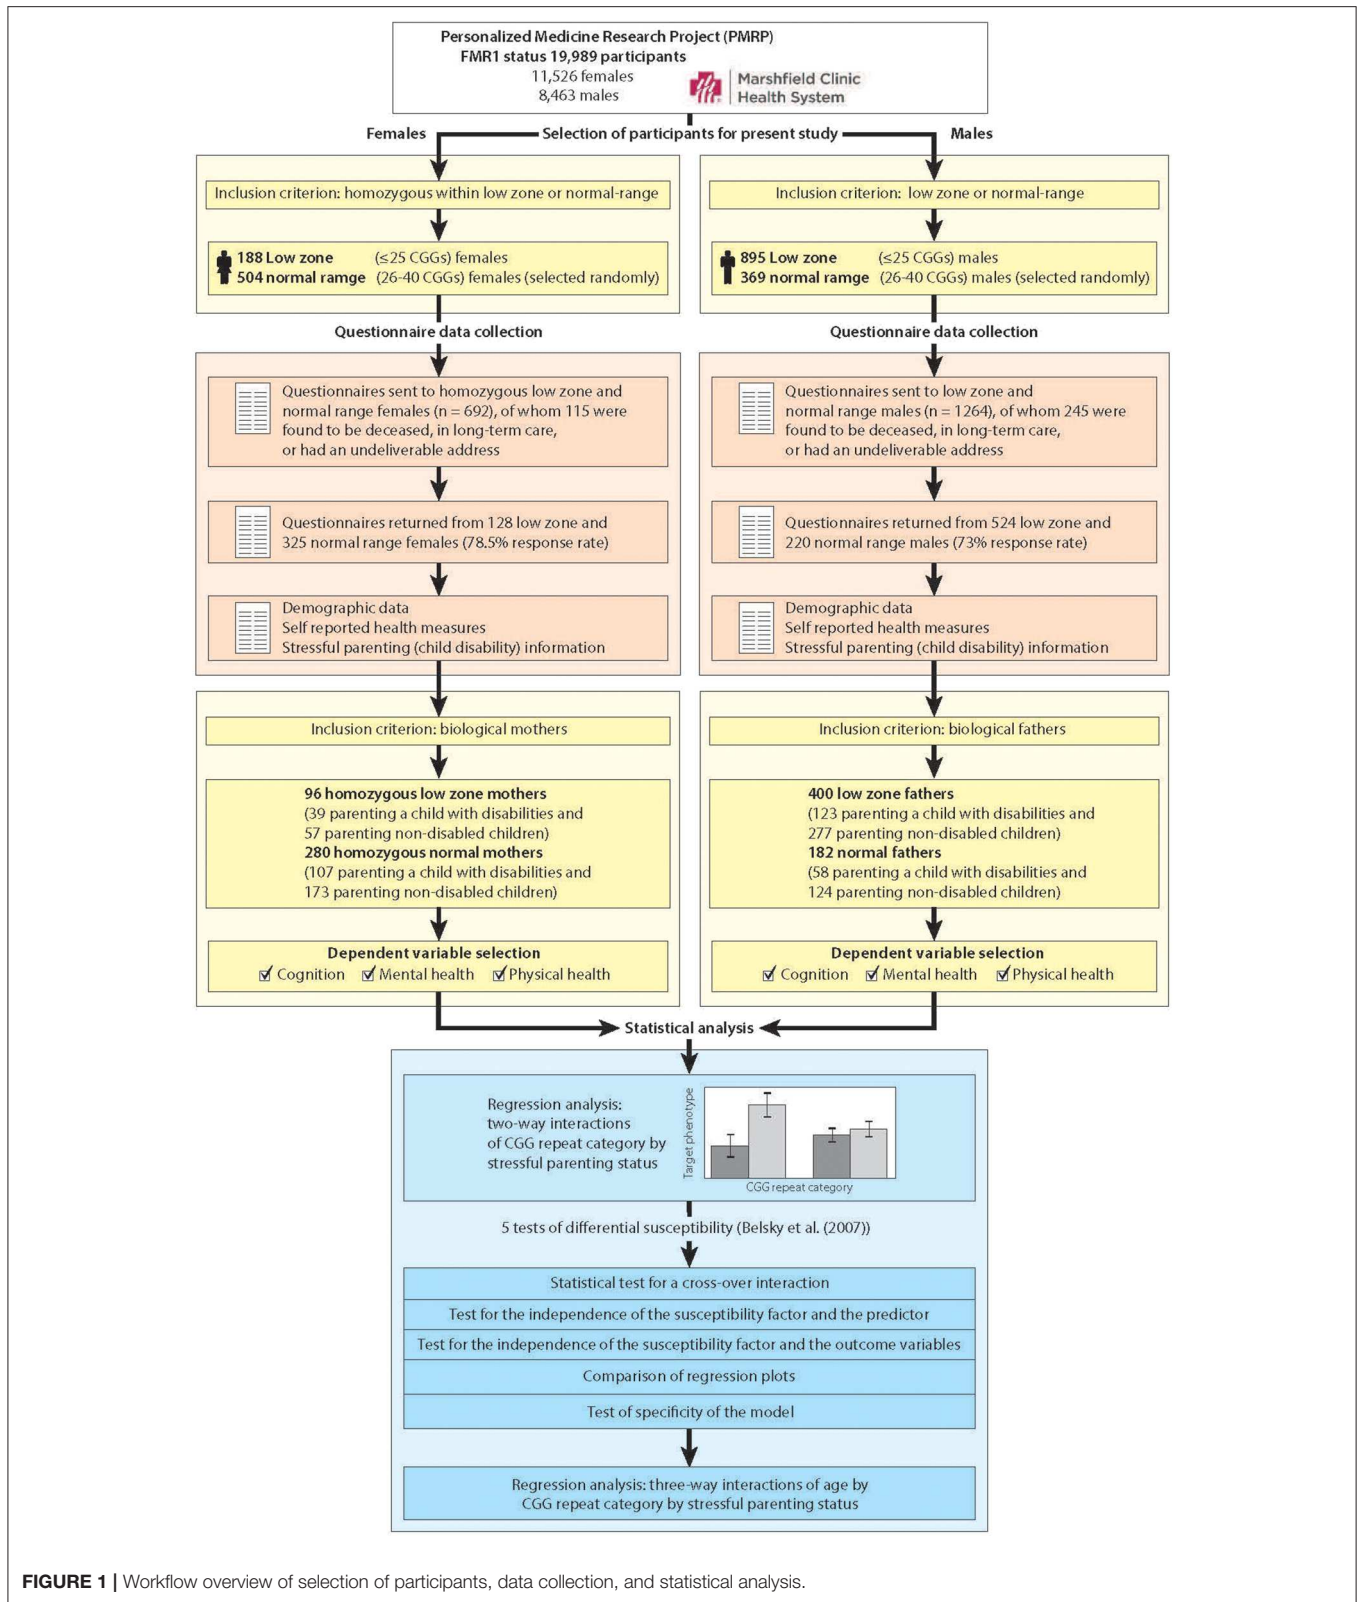 Personalized Medicine Research Project (PMRP)
FMR1 status 19,989 participants
11,526 females
8,463 males
Marshfield Clinic
Health System
Females
Selection of participants for present study
Males
Inclusion criterion: homozygous within low zone or normal-range
188 Low zone (≤25 CGGs) females
504 normal ramge (26-40 CGGs) females (selected randomly)
Questionnaire data collection
Questionnaires sent to homozygous low zone and
normal range females (n = 692), of whom 115 were
found to be deceased, in long-term care,
or had an undeliverable address
Questionnaires returned from 128 low zone and
325 normal range females (78.5% response rate)
Demographic data
Self reported health measures
Stressful parenting (child disability) information
Inclusion criterion: biological mothers
96 homozygous low zone mothers
(39 parenting a child with disabilities and
57 parenting non-disabled children)
280 homozygous normal mothers
(107 parenting a child with disabilities and
173 parenting non-disabled children)
Dependent variable selection
Cognition Mental health Physical health
Inclusion criterion: low zone or normal-range
895 Low zone (≤25 CGGs) males
369 normal ramge (26-40 CGGs) males (selected randomly)
Questionnaire data collection
Questionnaires sent to low zone and
normal range males (n = 1264), of whom 245 were
found to be deceased, in long-term care,
or had an undeliverable address
Questionnaires returned from 524 low zone and
220 normal range males (73% response rate)
Demographic data
Self reported health measures
Stressful parenting (child disability) information
Inclusion criterion: biological fathers
400 low zone fathers
(123 parenting a child with disabilities and
277 parenting non-disabled children)
182 normal fathers
(58 parenting a child with disabilities and
124 parenting non-disabled children)
Dependent variable selection
Cognition Mental health Physical health
Statistical analysis
Regression analysis:
two-way interactions
of CGG repeat category by
stressful parenting status
Target phenotype
CGG repeat category
5 tests of differential susceptibility (Belsky et al. (2007))
Statistical test for a cross-over interaction
Test for the independence of the susceptibility factor and the predictor
Test for the independence of the susceptibility factor and the outcome variables
Comparison of regression plots
Test of specificity of the model
Regression analysis: three-way interactions of age by
CGG repeat category by stressful parenting status
FIGURE 1 | Workflow overview of selection of participants, data collection, and statistical analysis.